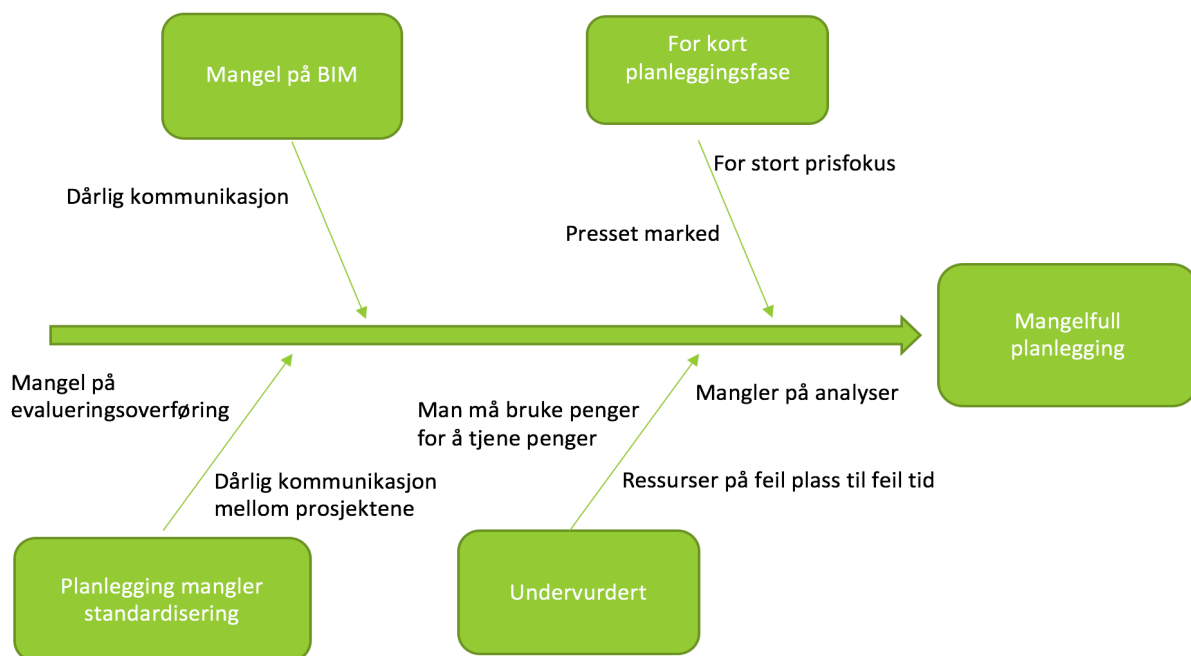 Mangel på BIM
For kort
planleggingsfase
For stort prisfokus
Dårlig kommunikasjon
Presset marked
Mangelfull
planlegging
Mangel på
evalueringsoverføring
Man må bruke penger
for å tjene penger
Mangler på analyser
Dårlig kommunikasjon
mellom prosjektene
Ressurser på feil plass til feil tid
Planlegging mangler
standardisering
Undervurdert